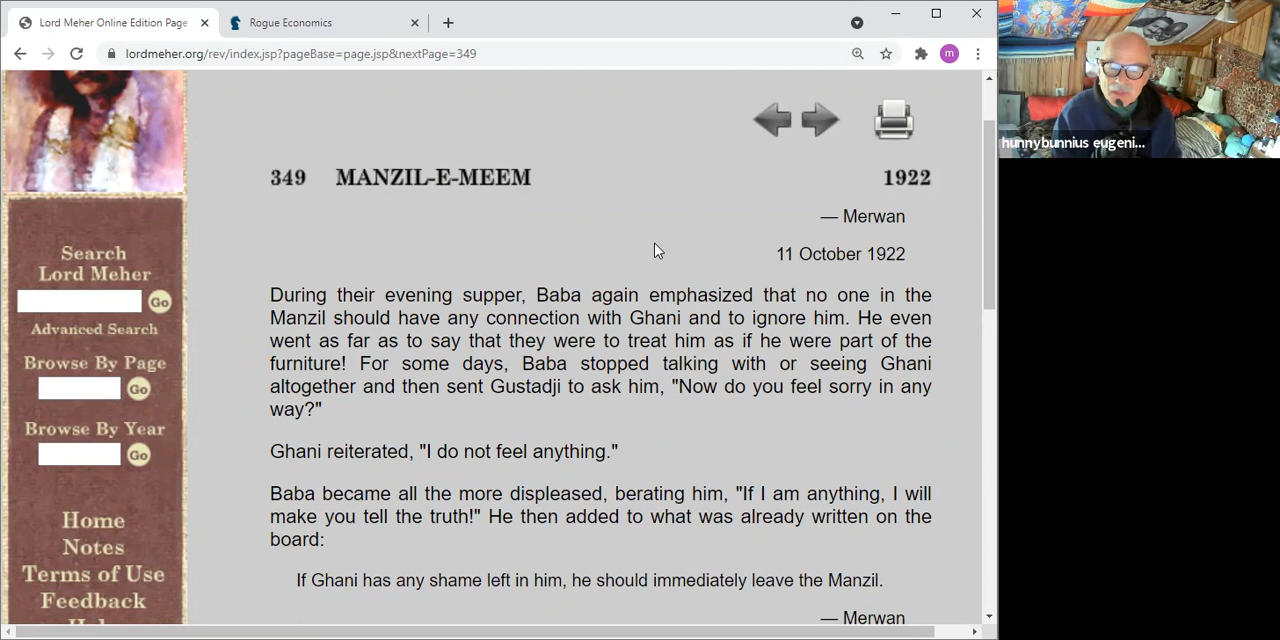 Lord Meher Online Edition Page
Rogue Economics
lordmeher.org/rev/index.jsp?pageBase=page.jsp&nextPage=349
m
hunnybunnius eugeni...
Search
Lord Meher
Go
Advanced Search
Browse By Page
Go
Browse By Year
Go
Home
Notes
Terms of Use
Feedback
349 MANZIL-E-MEEM 1922
— Merwan
11 October 1922
During their evening supper, Baba again emphasized that no one in the
Manzil should have any connection with Ghani and to ignore him. He even
went as far as to say that they were to treat him as if he were part of the
furniture! For some days, Baba stopped talking with or seeing Ghani
altogether and then sent Gustadji to ask him, "Now do you feel sorry in any
way?"
Ghani reiterated, "I do not feel anything."
Baba became all the more displeased, berating him, "If I am anything, I will
make you tell the truth!" He then added to what was already written on the
board:
If Ghani has any shame left in him, he should immediately leave the Manzil.
— Merwan